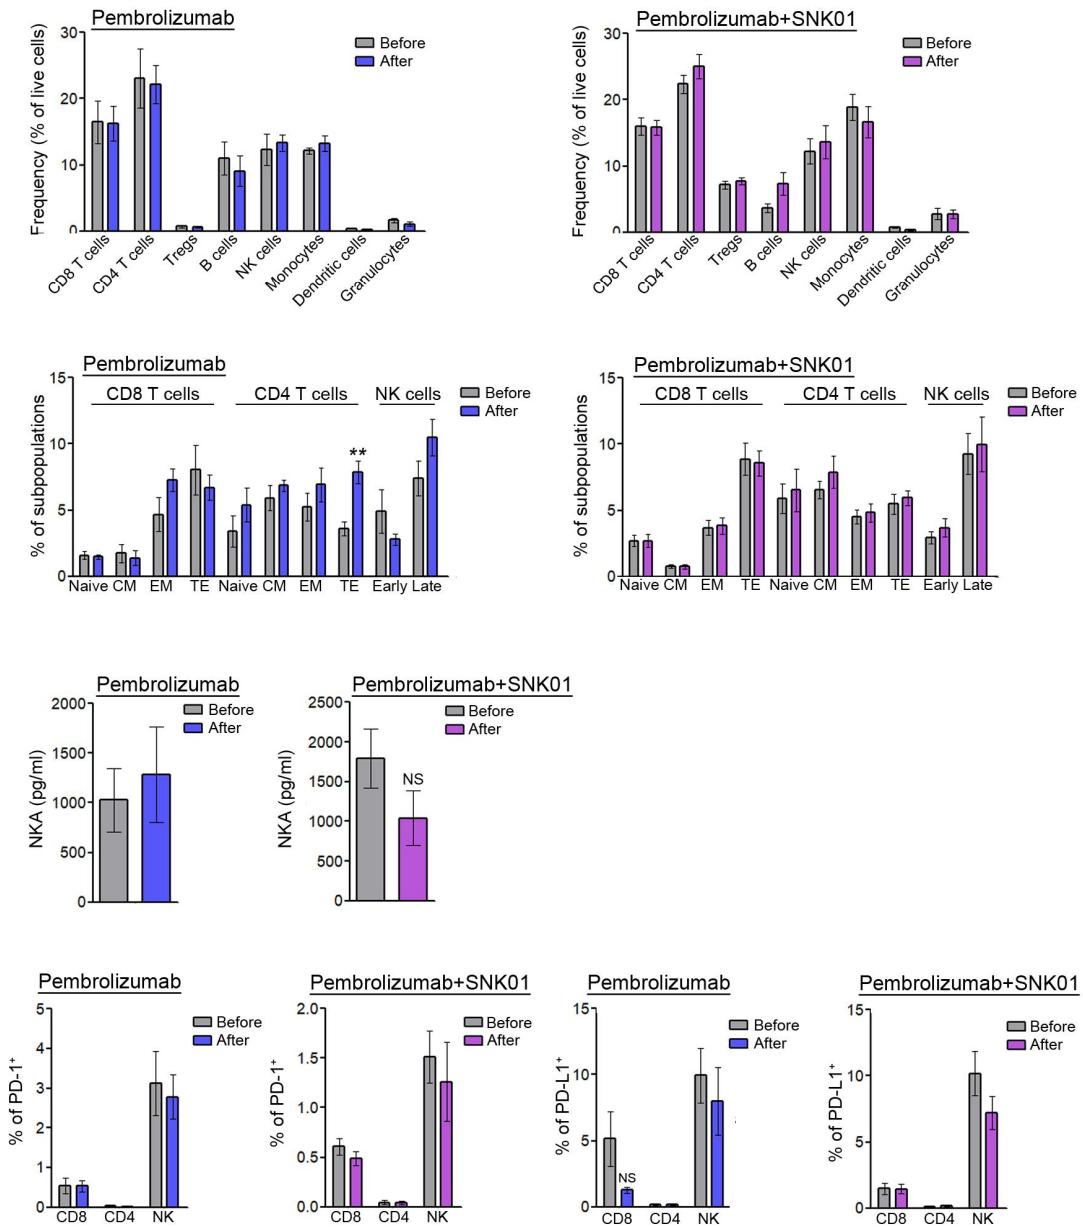 Pembrolizumab
Frequency (% of live cells)
30
20
10
0
Before
After
CD8 T cells
CD4 T cells
Tregs
B cells
NK cells
Monocytes
Dendritic cells
Granulocytes
Pembrolizumab+SNK01
Frequency (% of live cells)
30
20
10
0
Before
After
CD8 T cells
CD4 T cells
Tregs
B cells
NK cells
Monocytes
Dendritic cells
Granulocytes
Pembrolizumab
% of subpopulations
15
10
5
0
CD8 T cells CD4 T cells NK cells
Before
After
**
Naive CM EM TE Naive CM EM TE Early Late
Pembrolizumab+SNK01
% of subpopulations
15
10
5
0
CD8 T cells CD4 T cells NK cells
Before
After
Naive CM EM TE Naive CM EM TE Early Late
Pembrolizumab
NKA (pg/ml)
2000
1500
1000
500
0
Before
After
Pembrolizumab+SNK01
NKA (pg/ml)
2500
2000
1500
1000
500
0
Before
After
NS
Pembrolizumab
% of PD-1⁺
5
4
3
2
1
0
Before
After
CD8 CD4 NK
Pembrolizumab+SNK01
% of PD-1⁺
2.0
1.5
1.0
0.5
0.0
Before
After
CD8 CD4 NK
Pembrolizumab
% of PD-L1⁺
15
10
5
0
Before
After
NS
CD8 CD4 NK
Pembrolizumab+SNK01
% of PD-L1⁺
15
10
5
0
Before
After
CD8 CD4 NK